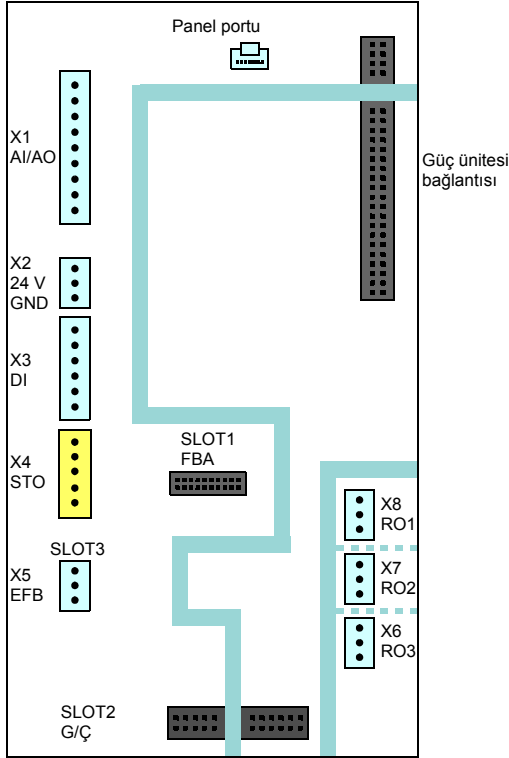 Panel portu
X1
AI/AO
Güç ünitesi
bağlantısı
X2
24 V
GND
X3
DI
SLOT1
FBA
X4
STO
X8
RO1
SLOT3
X5
EFB
X7
RO2
X6
RO3
SLOT2
G/Ç